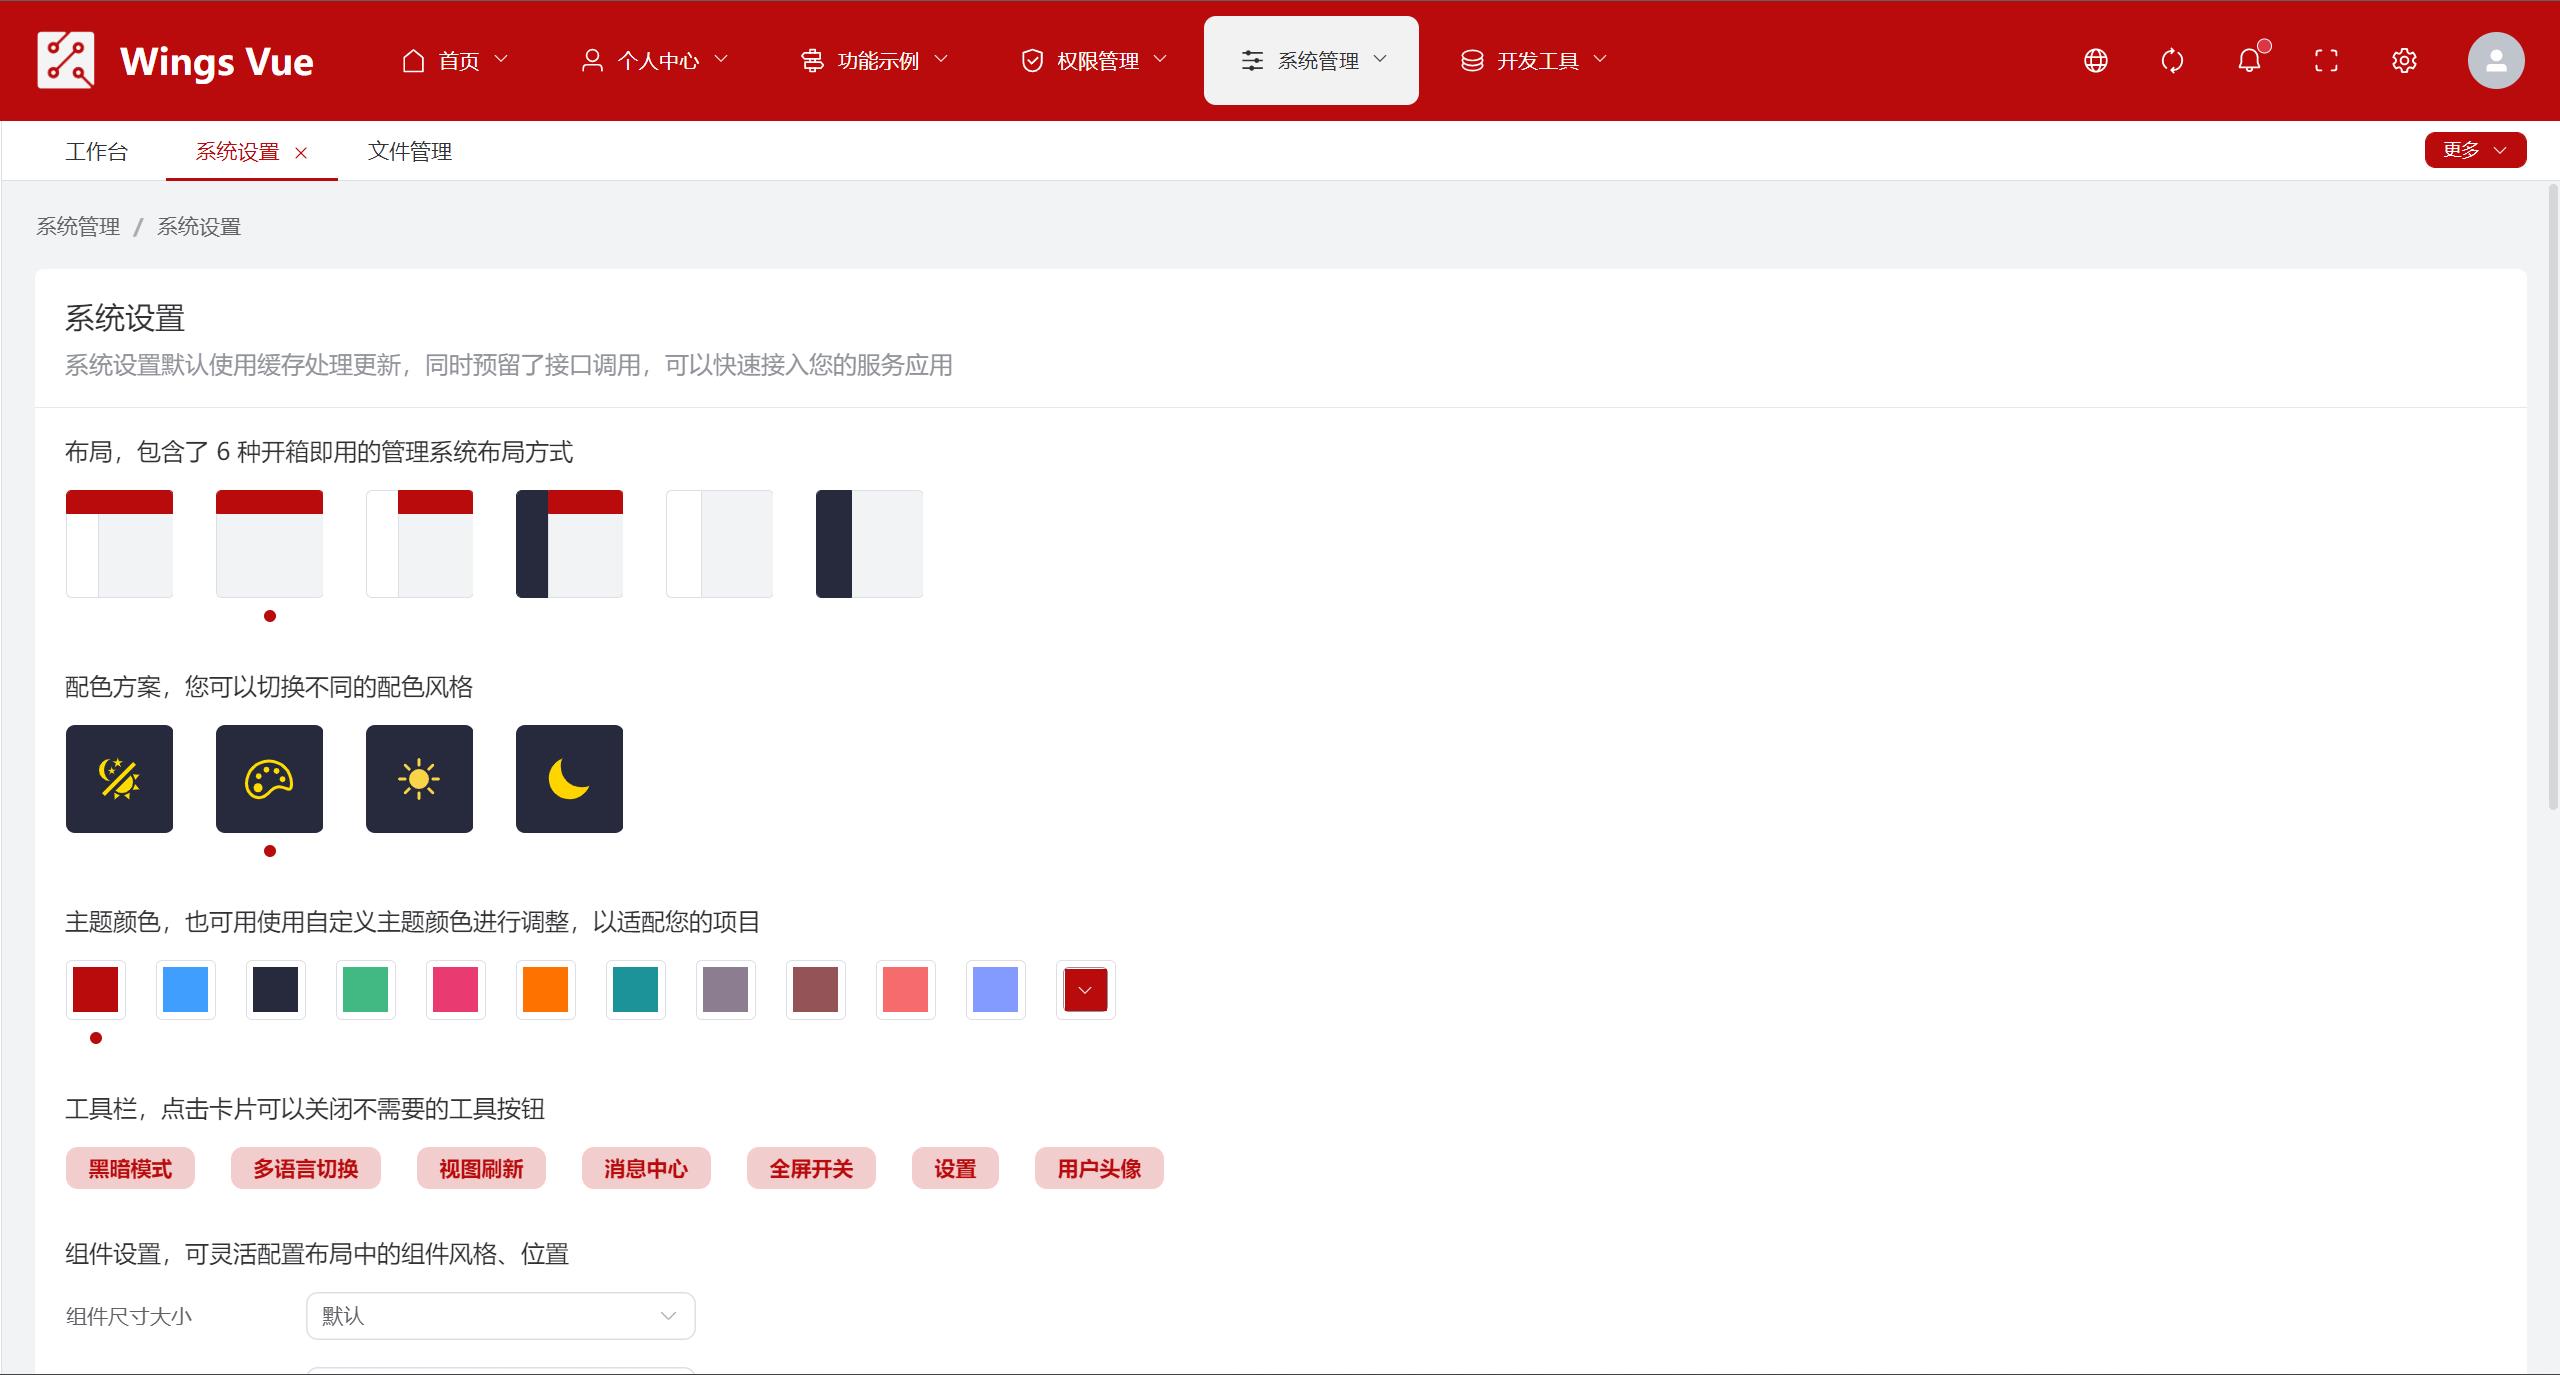 Wings Vue 首页 个人中心 功能示例 权限管理 系统管理 开发工具
工作台 系统设置 文件管理 更多
系统管理 / 系统设置
系统设置
系统设置默认使用缓存处理更新，同时预留了接口调用，可以快速接入您的服务应用
布局，包含了 6 种开箱即用的管理系统布局方式
配色方案，您可以切换不同的配色风格
主题颜色，也可用使用自定义主题颜色进行调整，以适配您的项目
工具栏，点击卡片可以关闭不需要的工具按钮
黑暗模式 多语言切换 视图刷新 消息中心 全屏开关 设置 用户头像
组件设置，可灵活配置布局中的组件风格、位置
组件尺寸大小 默认